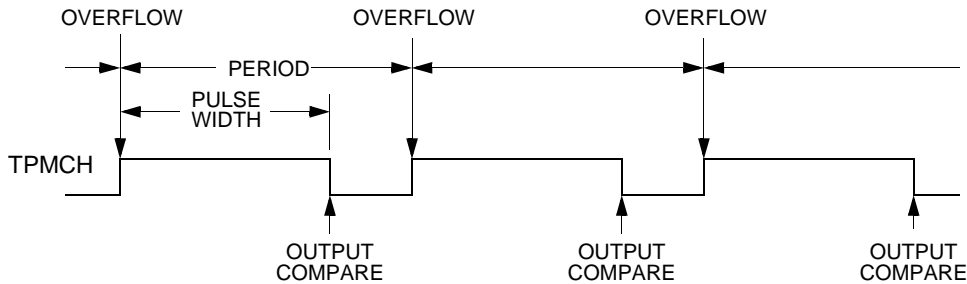 OVERFLOW OVERFLOW OVERFLOW
PERIOD
PULSE
WIDTH
TPMCH
OUTPUT
COMPARE
OUTPUT
COMPARE
OUTPUT
COMPARE